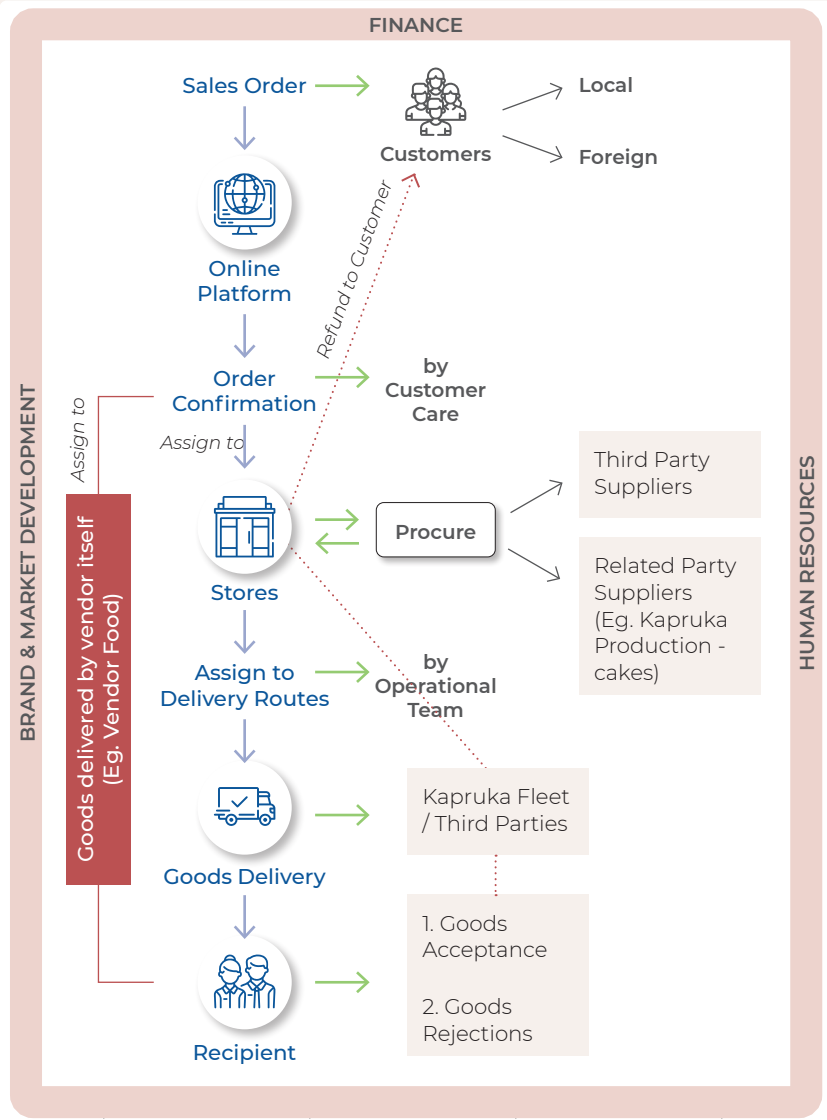 FINANCE
Sales Order
Customers
Local
Foreign
Online
Platform
Refund to Customer
Order
Confirmation
by
Customer
Care
Assign to
Assign to
BRAND & MARKET DEVELOPMENT
HUMAN RESOURCES
Goods delivered by vendor itself
(Eg. Vendor Food)
Stores
Procure
Third Party
Suppliers
Related Party
Suppliers
(Eg. Kapruka
Production -
cakes)
Assign to
Delivery Routes
by
Operational
Team
Goods Delivery
Kapruka Fleet
/ Third Parties
Recipient
1. Goods
Acceptance
2. Goods
Rejections